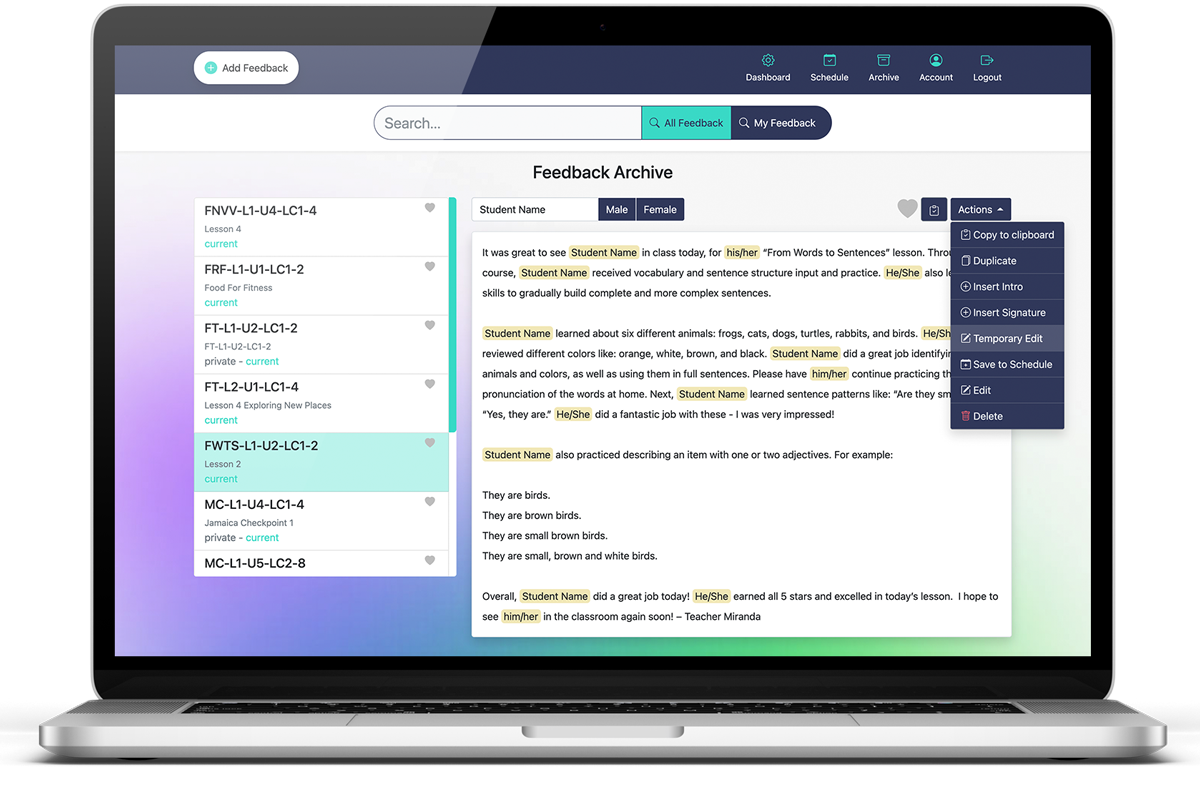 Add Feedback
Dashboard
Schedule
Archive
Account
Logout
Search...
All Feedback
My Feedback
Feedback Archive
FNVV-L1-U4-LC1-4
Lesson 4
current
FRF-L1-U1-LC1-2
Food For Fitness
current
FT-L1-U2-LC1-2
FT-L1-U2-LC1-2
private - current
FT-L2-U1-LC1-4
Lesson 4 Exploring New Places
current
FWTS-L1-U2-LC1-2
Lesson 2
current
MC-L1-U4-LC1-4
Jamaica Checkpoint 1
private - current
MC-L1-U5-LC2-8
Student Name
Male
Female
Actions
Copy to clipboard
Duplicate
Insert Intro
Insert Signature
Temporary Edit
Save to Schedule
Edit
Delete
It was great to see Student Name in class today, for his/her “From Words to Sentences” lesson.
course, Student Name received vocabulary and sentence structure input and practice. He/She also
skills to gradually build complete and more complex sentences.
Student Name learned about six different animals: frogs, cats, dogs, turtles, rabbits, and birds.
reviewed different colors like: orange, white, brown, and black. Student Name did a great job
animals and colors, as well as using them in full sentences. Please have him/her continue practicing
pronunciation of the words at home. Next, Student Name learned sentence patterns like: “Are they
“Yes, they are.” He/She did a fantastic job with these - I was very impressed!
Student Name also practiced describing an item with one or two adjectives. For example:
They are birds.
They are brown birds.
They are small brown birds.
They are small, brown and white birds.
Overall, Student Name did a great job today! He/She earned all 5 stars and excelled in today’s lesson. I hope to
see him/her in the classroom again soon! – Teacher Miranda